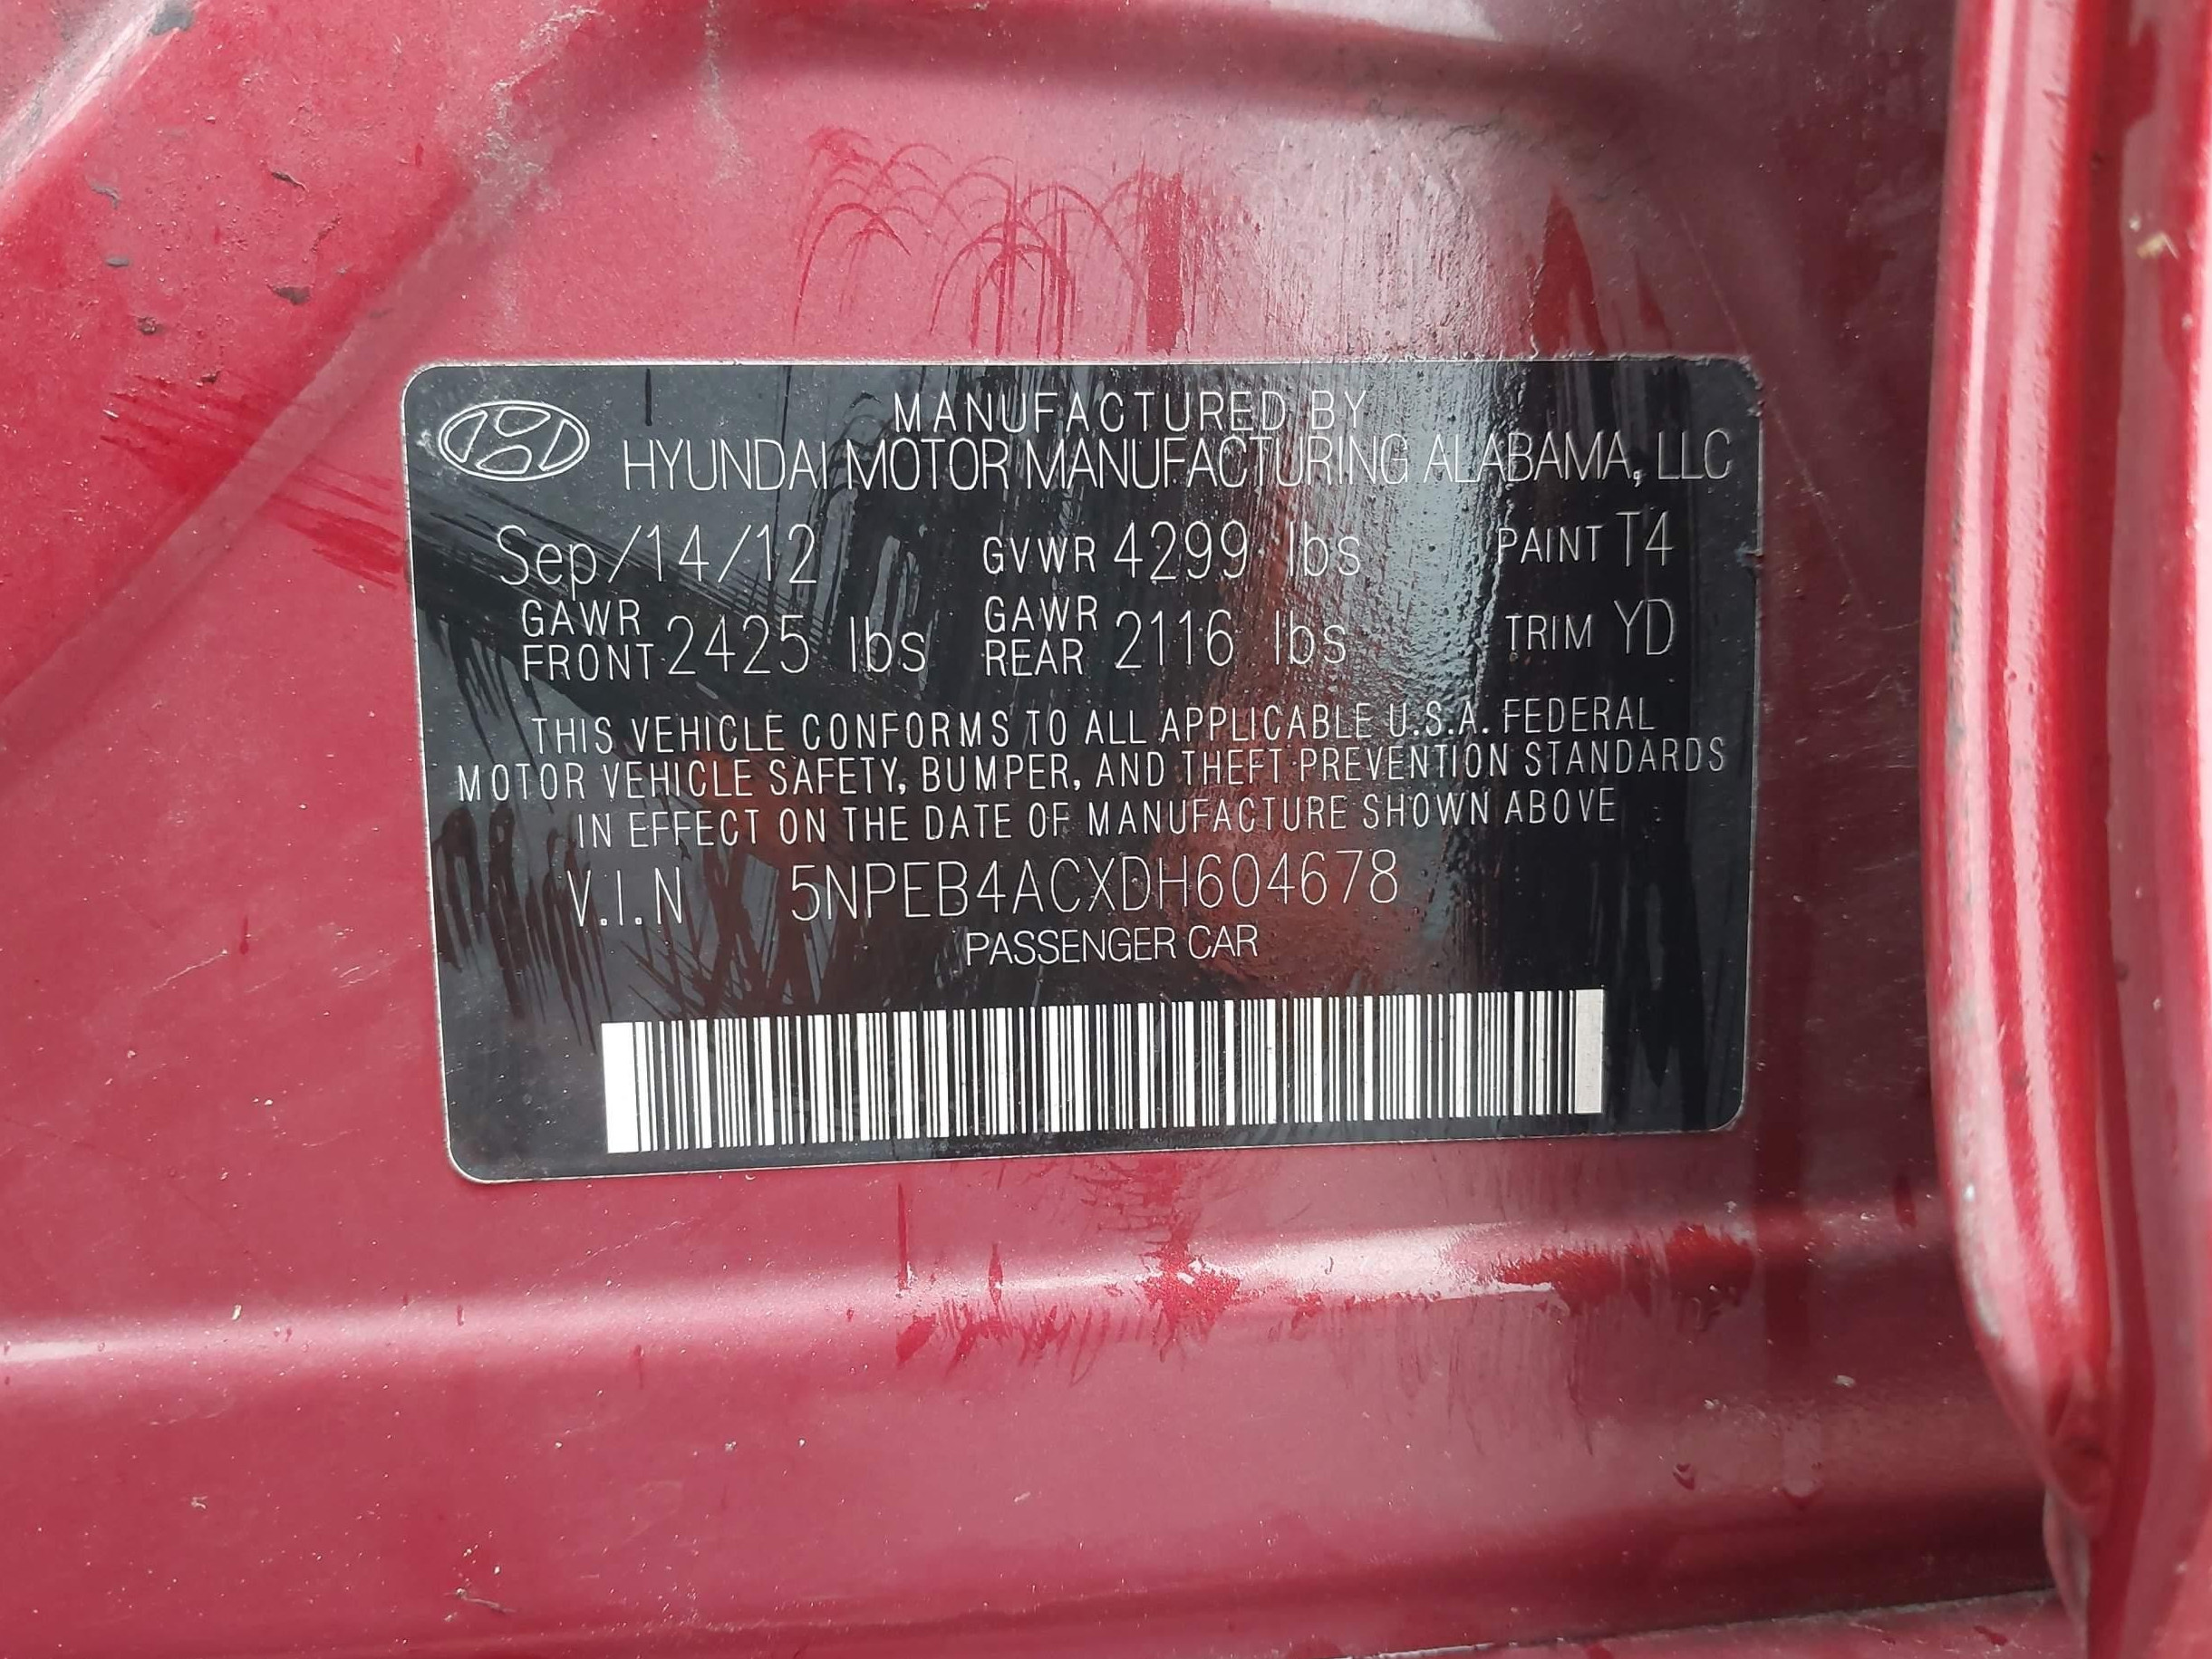 MANUFACTURED BY
HYUNDAI MOTOR MANUFACTURING ALABAMA, LLC
Sep/14/12 GVWR 4299 lbs PAINT T4
GAWR FRONT 2425 lbs GAWR REAR 2116 lbs TRIM YD
THIS VEHICLE CONFORMS TO ALL APPLICABLE U.S.A. FEDERAL
MOTOR VEHICLE SAFETY, BUMPER, AND THEFT PREVENTION STANDARDS
IN EFFECT ON THE DATE OF MANUFACTURE SHOWN ABOVE
V.I.N 5NPEB4ACXDH604678
PASSENGER CAR